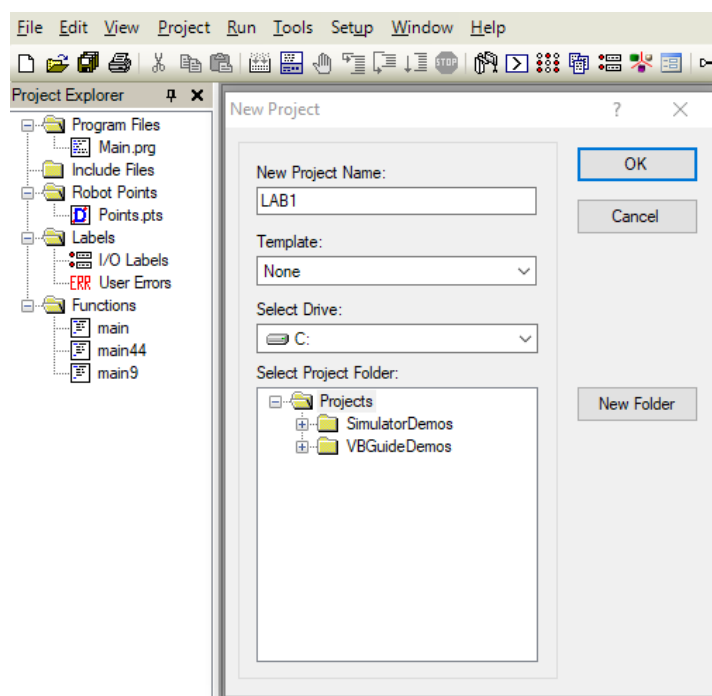 File Edit View Project Run Tools Setup Window Help
STOP
Project Explorer
Program Files
Main.prg
Include Files
Robot Points
Points.pts
Labels
I/O Labels
ERR User Errors
Functions
main
main44
main9
New Project
New Project Name:
LAB1
Template:
None
Select Drive:
C:
Select Project Folder:
Projects
SimulatorDemos
VBGuideDemos
OK
Cancel
New Folder